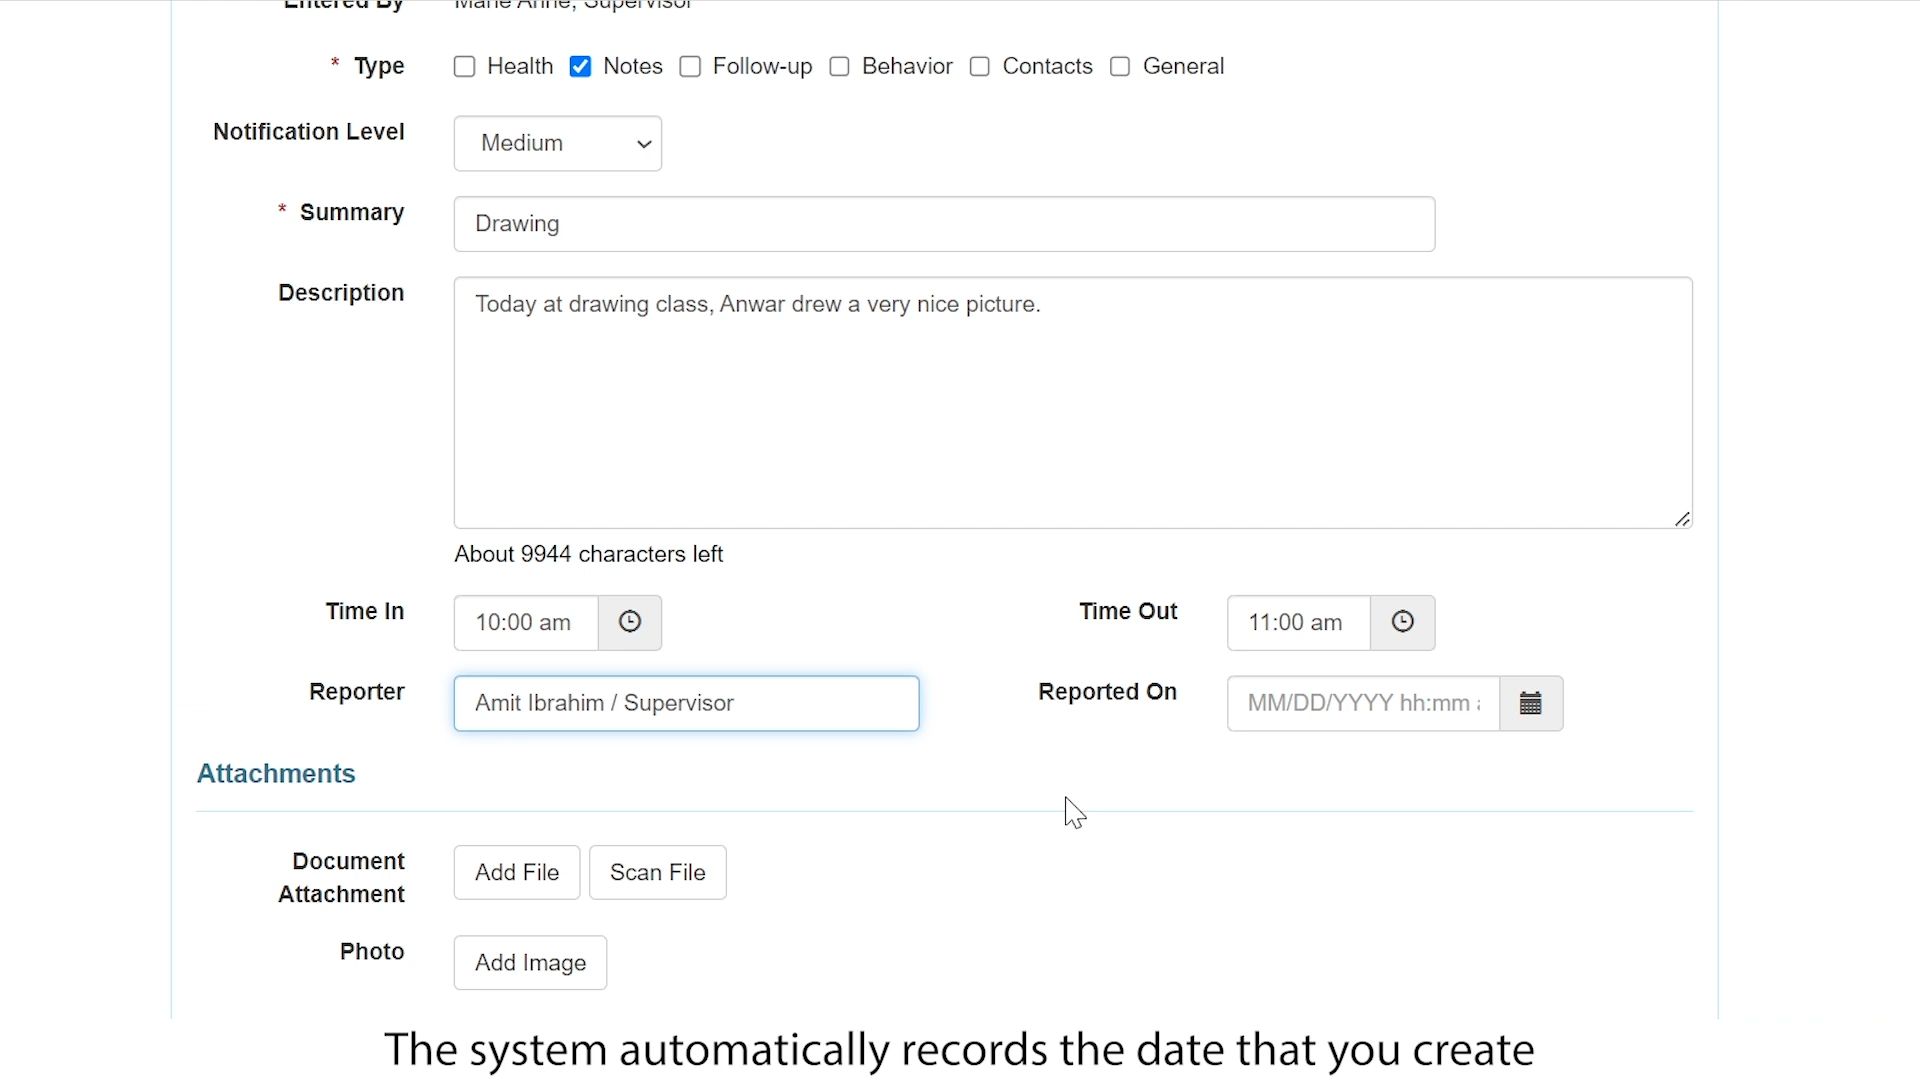 Entered By Marie Anne, Supervisor
* Type Health Notes Follow-up Behavior Contacts General
Notification Level Medium
* Summary Drawing
Description Today at drawing class, Anwar drew a very nice picture.
About 9944 characters left
Time In 10:00 am Time Out 11:00 am
Reporter Amit Ibrahim / Supervisor Reported On MM/DD/YYYY hh:mm
Attachments
Document
Attachment
Add File Scan File
Photo Add Image
The system automatically records the date that you create